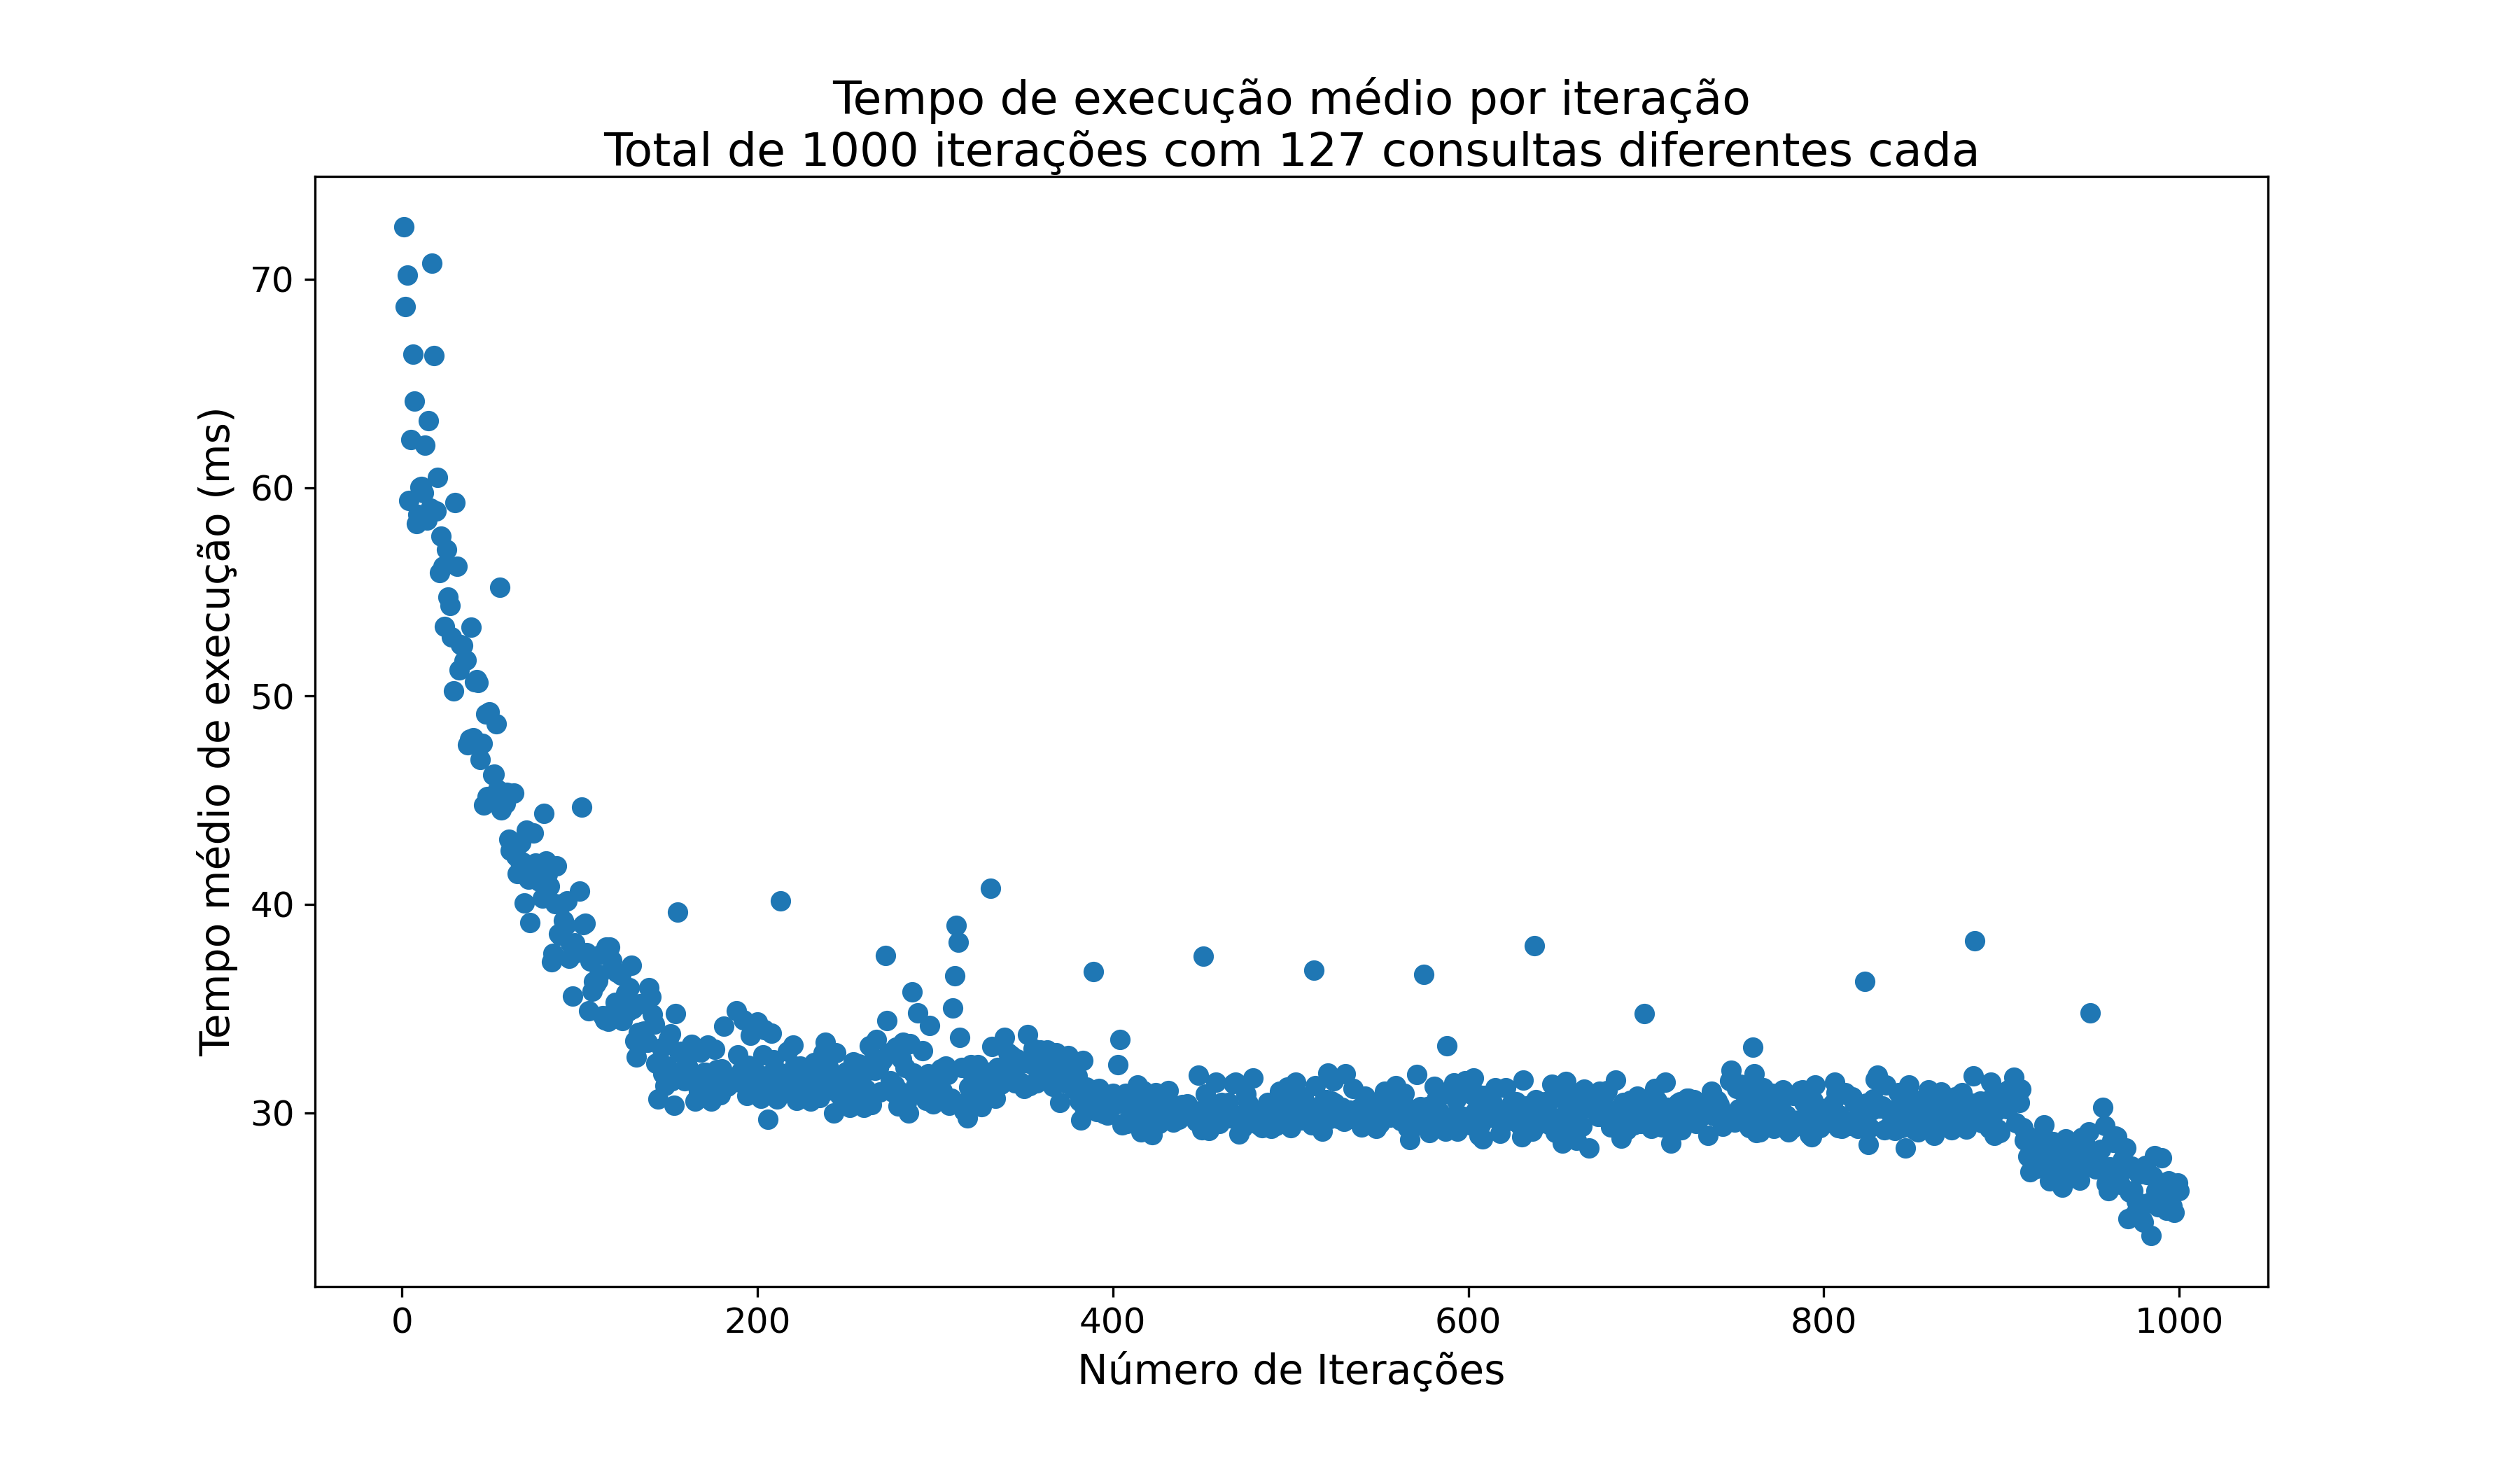 Tempo de execução médio por iteração
Total de 1000 iterações com 127 consultas diferentes cada
Tempo médio de execução (ms)
70
60
50
40
30
0
200
400
600
800
1000
Número de Iterações